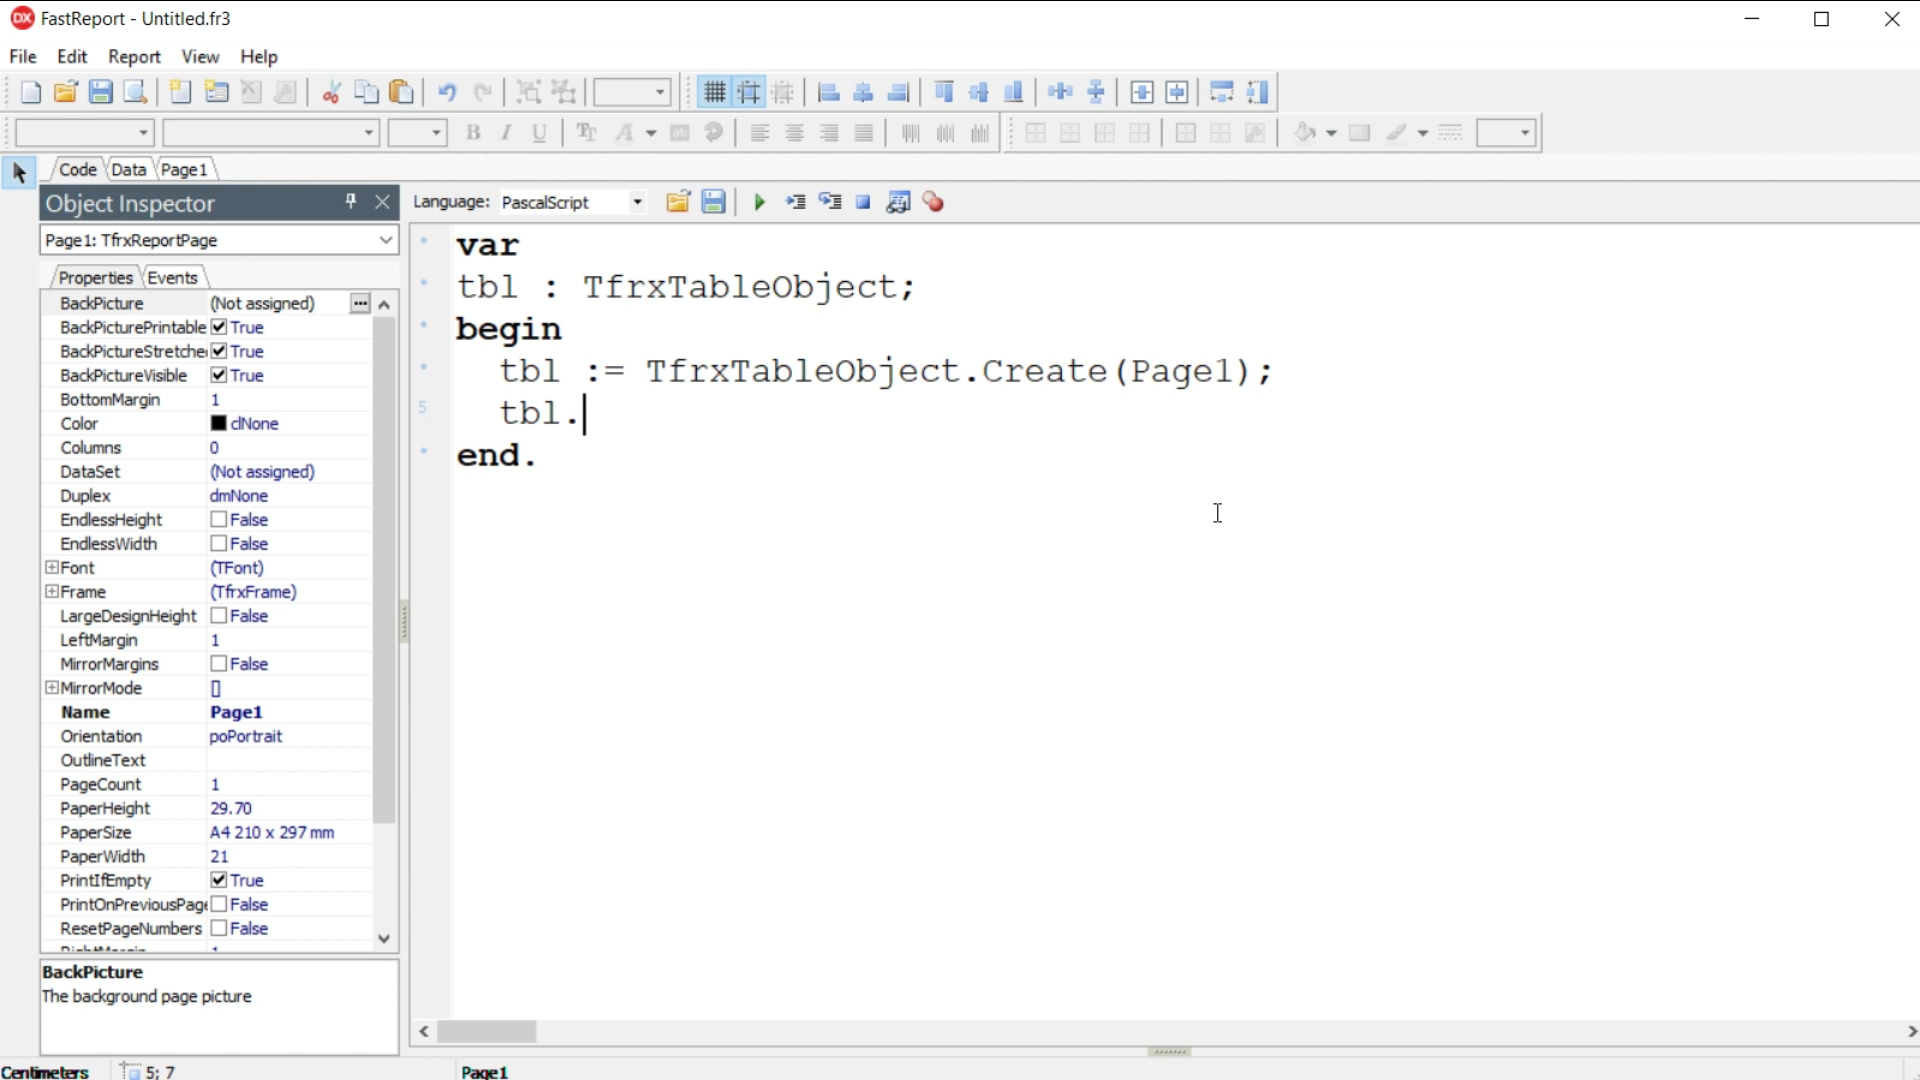 DX FastReport - Untitled.fr3
File Edit Report View Help
Code Data Page1
Object Inspector
Language: PascalScript
Page1: TfrxReportPage
Properties Events
BackPicture (Not assigned)
BackPicturePrintable True
BackPictureStretche True
BackPictureVisible True
BottomMargin 1
Color clNone
Columns 0
DataSet (Not assigned)
Duplex dmNone
EndlessHeight False
EndlessWidth False
Font (TFont)
Frame (TfrxFrame)
LargeDesignHeight False
LeftMargin 1
MirrorMargins False
MirrorMode []
Name Page1
Orientation poPortrait
OutlineText
PageCount 1
PaperHeight 29.70
PaperSize A4 210 x 297 mm
PaperWidth 21
PrintIfEmpty True
PrintOnPreviousPage False
ResetPageNumbers False
BackPicture
The background page picture
var
tbl : TfrxTableObject;
begin
tbl := TfrxTableObject.Create(Page1);
5 tbl.
end.
Centimeters 5; 7 Page1